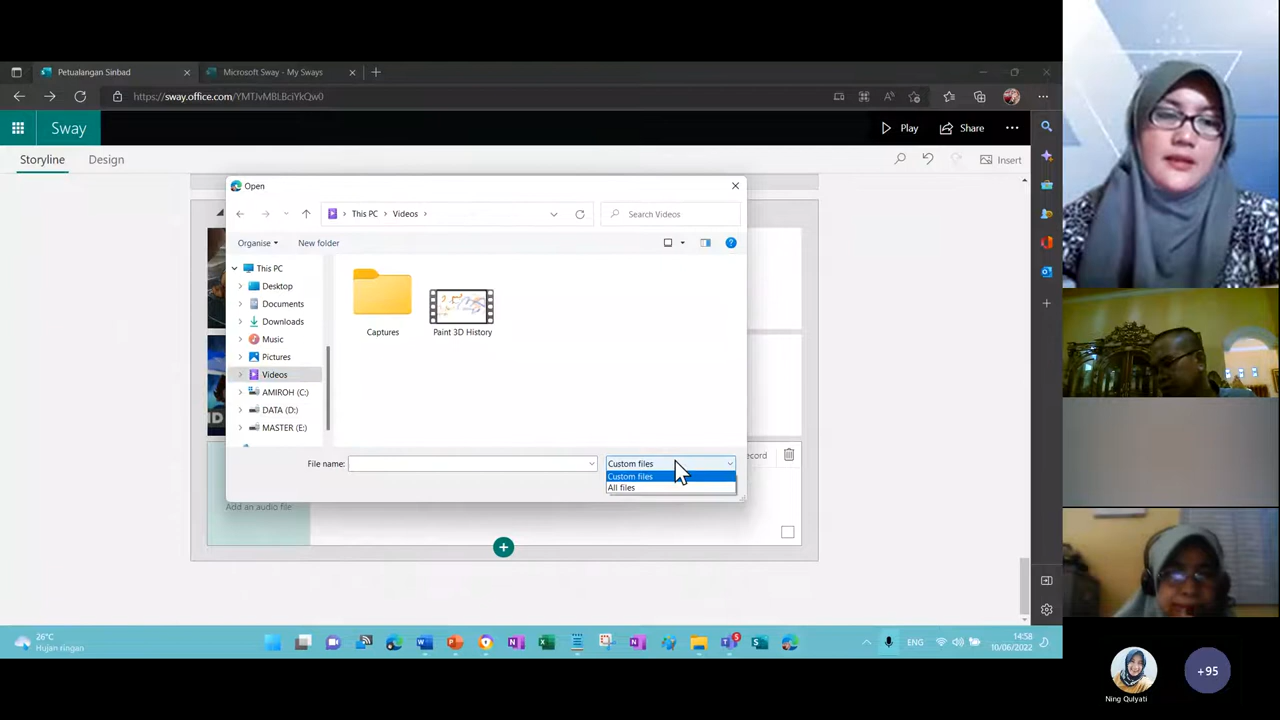 Petualangan Sinbad
Microsoft Sway - My Sways
https://sway.office.com/YMTJvMBLBciYkQw0
Sway
Play
Share
Storyline
Design
Insert
Open
This PC
Videos
Search Videos
Organise
New folder
This PC
Desktop
Documents
Downloads
Music
Pictures
Videos
AMIROH (C:)
DATA (D:)
MASTER (E:)
Captures
Paint 3D History
File name:
Custom files
Custom files
All files
Add an audio file
26°C
Hujan ringan
5
ENG
14:58
10/06/2022
Ning Qulyati
+95